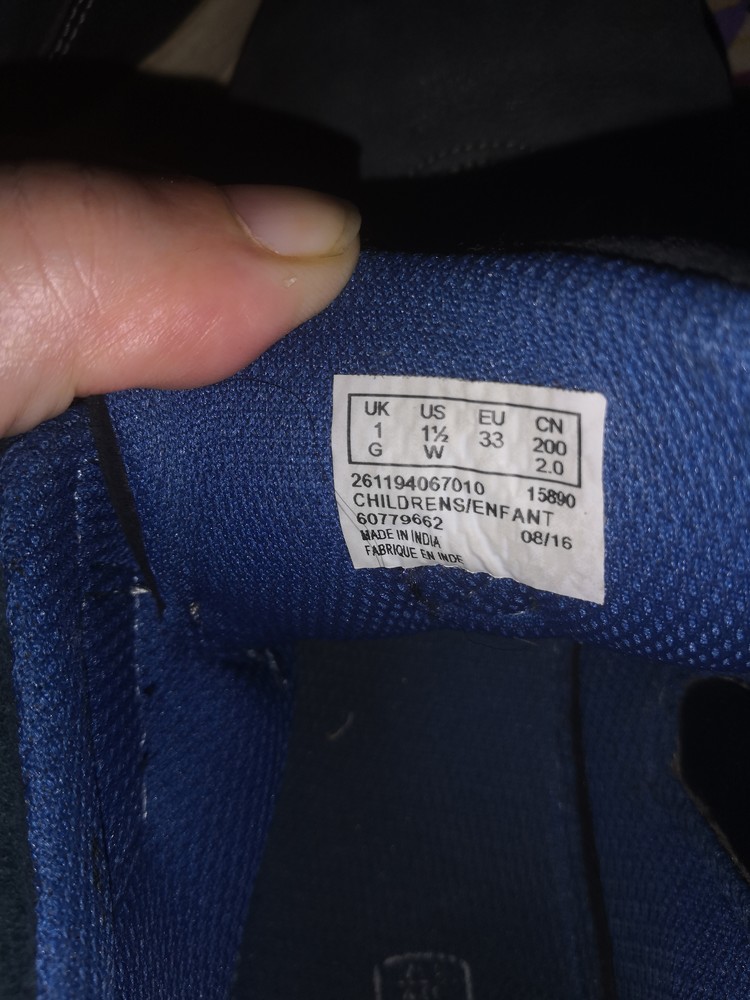 UK US EU CN
1 1½ 33 200
G W 2.0
261194067010 15890
CHILDRENS/ENFANT
60779662 08/16
MADE IN INDIA
FABRIQUE EN INDE